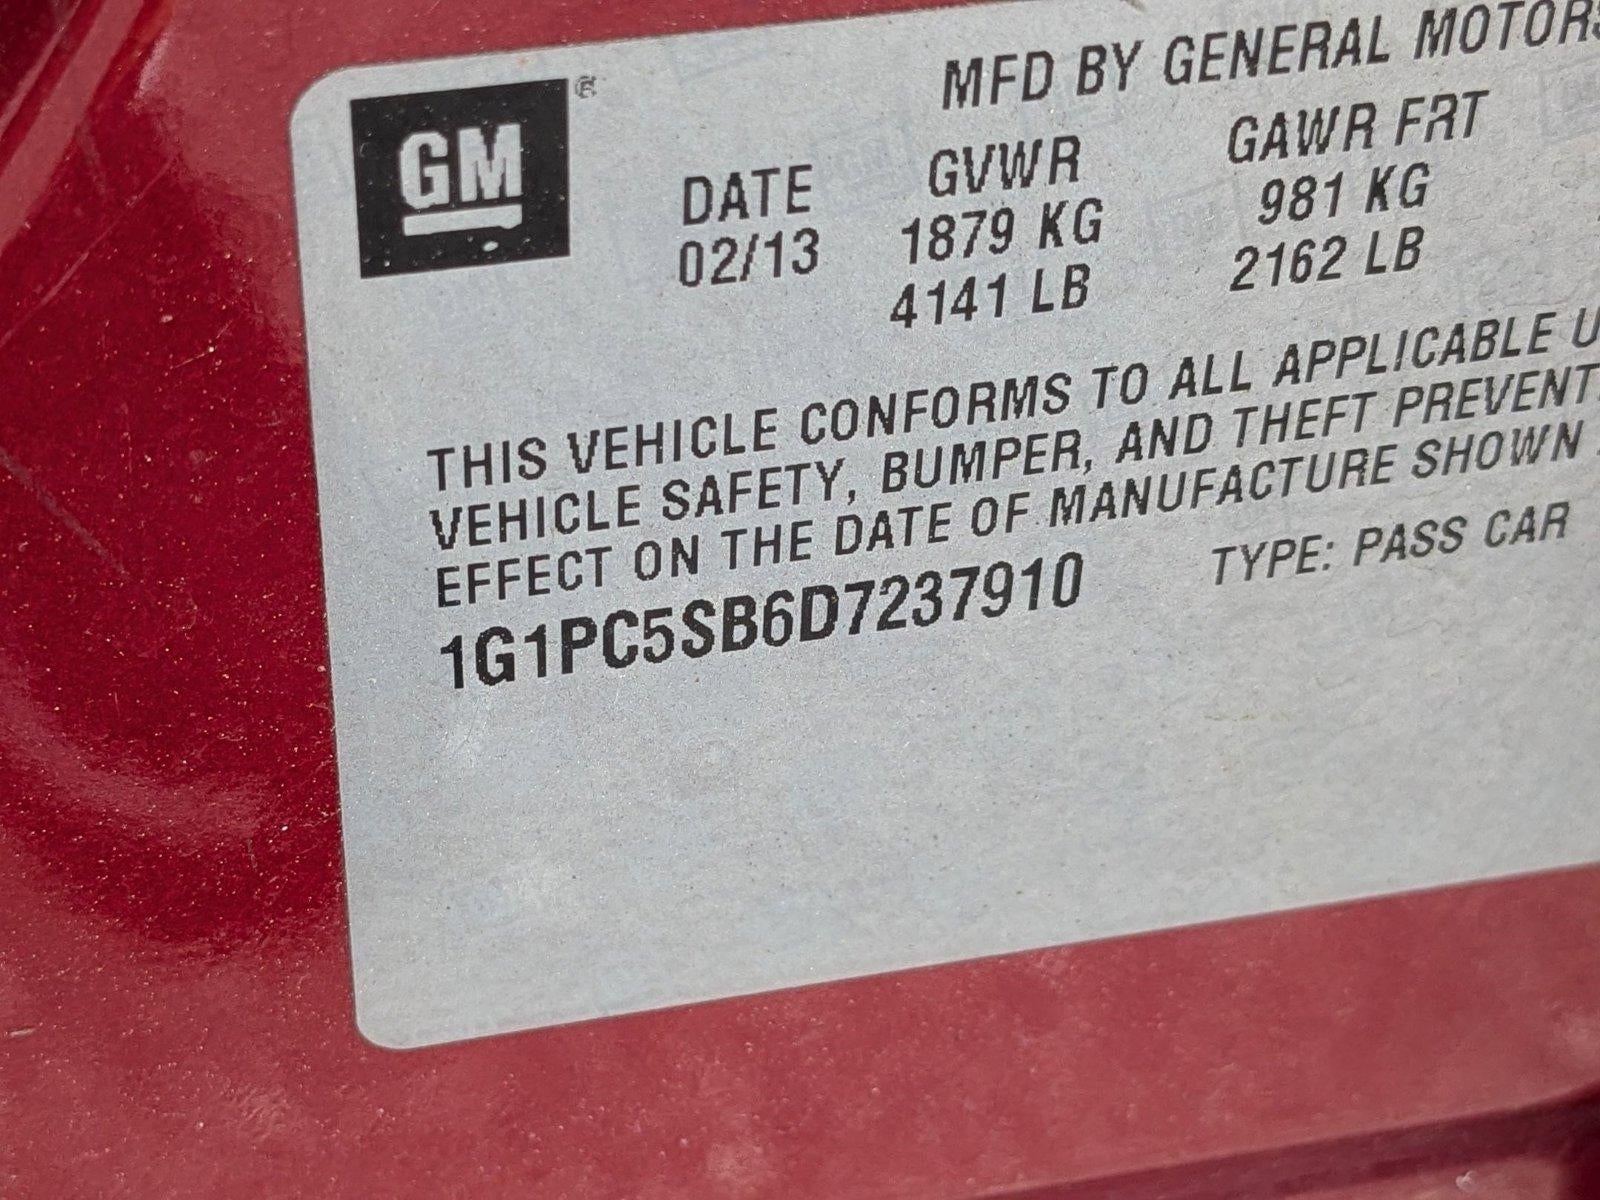 GM ®
MFD BY GENERAL MOTORS
DATE GVWR GAWR FRT
02/13 1879 KG 981 KG
4141 LB 2162 LB
THIS VEHICLE CONFORMS TO ALL APPLICABLE U
VEHICLE SAFETY, BUMPER, AND THEFT PREVENT
EFFECT ON THE DATE OF MANUFACTURE SHOWN
1G1PC5SB6D7237910 TYPE: PASS CAR